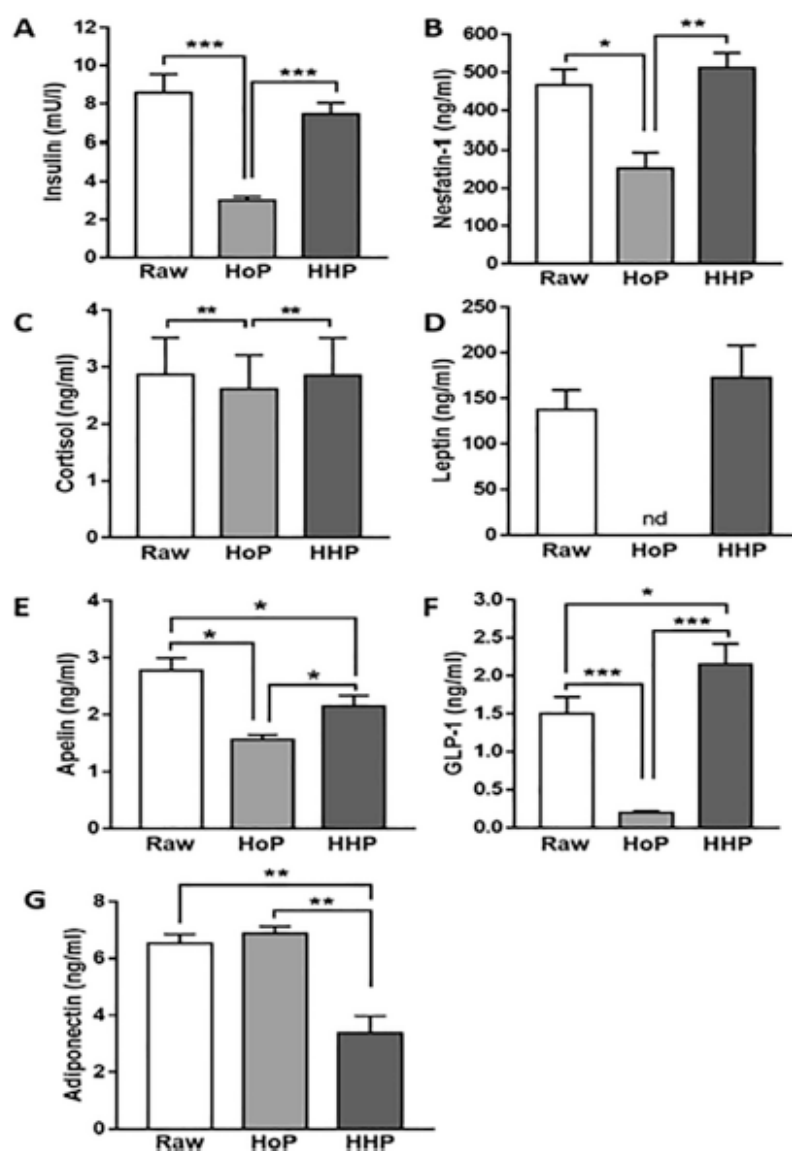 A
***
***
Insulin (mU/l)
12
10
8
6
4
2
0
Raw HoP HHP
B
*
**
Nesfatin-1 (ng/ml)
600
500
400
300
200
100
0
Raw HoP HHP
C
**
**
Cortisol (ng/ml)
4
3
2
1
0
Raw HoP HHP
D
Leptin (ng/ml)
250
200
150
100
50
0
nd
Raw HoP HHP
E
*
*
*
Apelin (ng/ml)
4
3
2
1
0
Raw HoP HHP
F
*
***
***
GLP-1 (ng/ml)
3.0
2.5
2.0
1.5
1.0
0.5
0.0
Raw HoP HHP
G
**
**
Adiponectin (ng/ml)
8
6
4
2
0
Raw HoP HHP